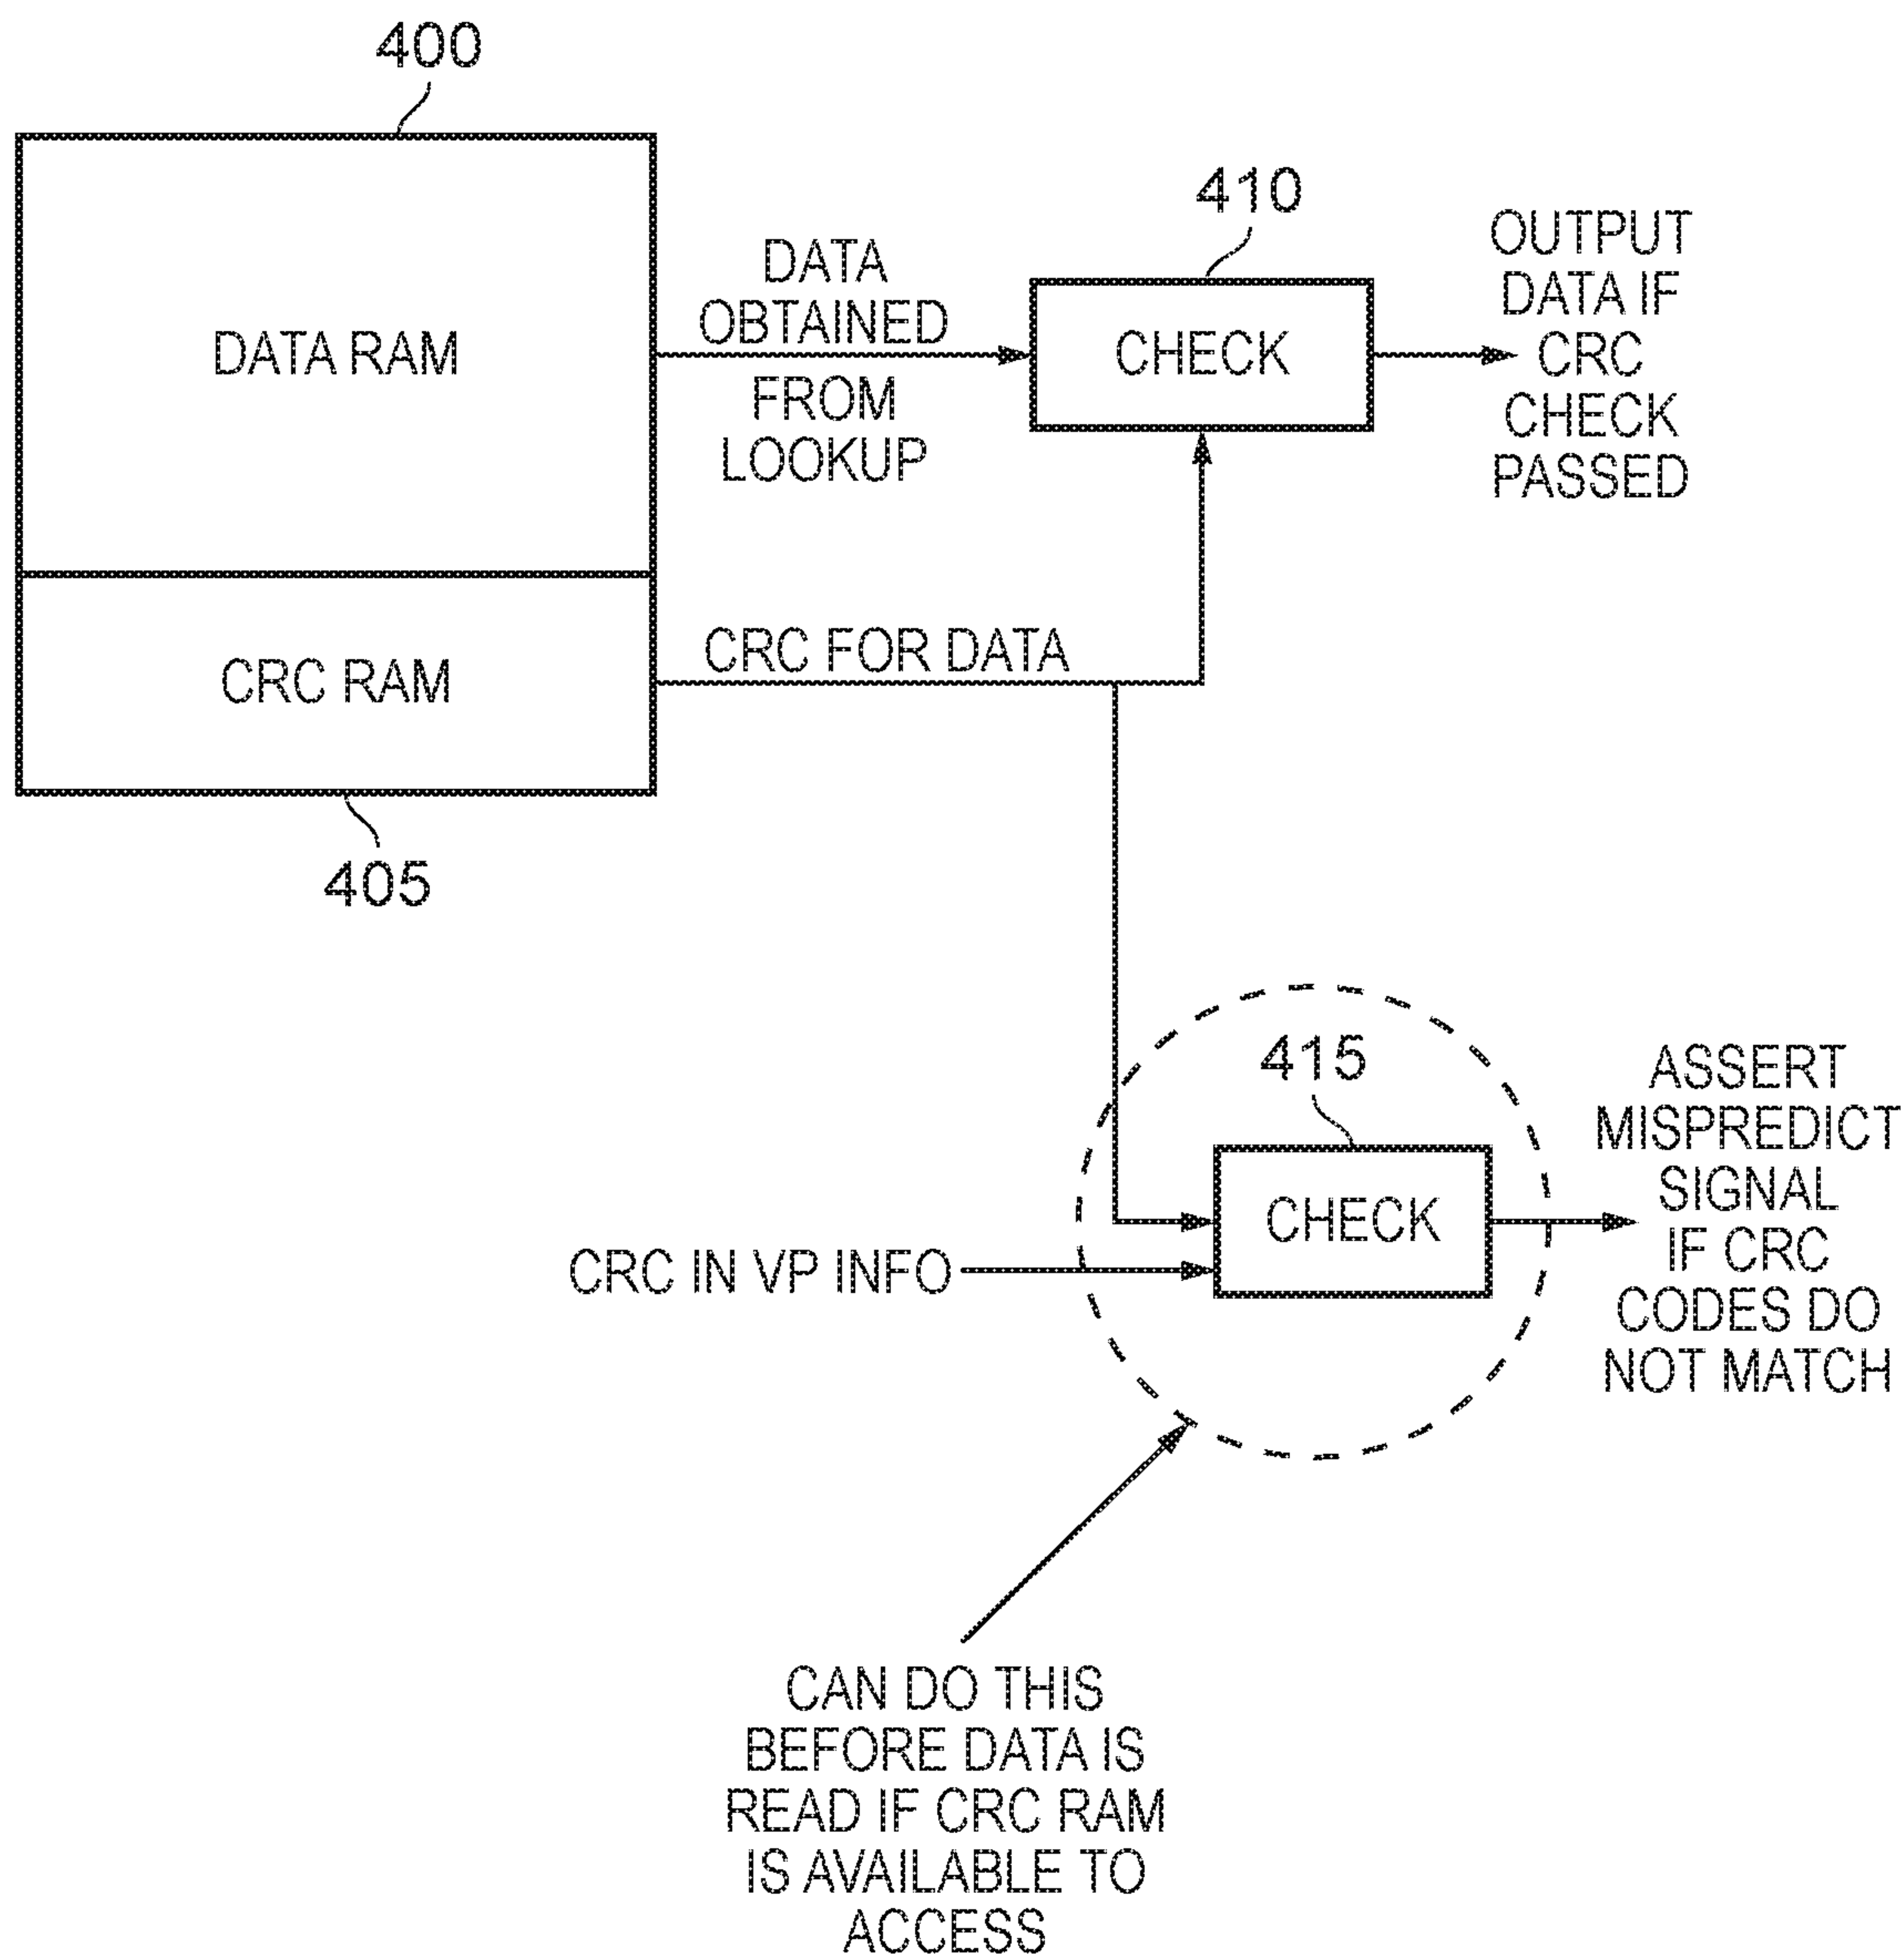 400
DATA RAM
DATA
OBTAINED
FROM
LOOKUP
410
CHECK
OUTPUT
DATA IF
CRC
CHECK
PASSED
CRC RAM
CRC FOR DATA
405
415
CHECK
CRC IN VP INFO
ASSERT
MISPREDICT
SIGNAL
IF CRC
CODES DO
NOT MATCH
CAN DO THIS
BEFORE DATA IS
READ IF CRC RAM
IS AVAILABLE TO
ACCESS